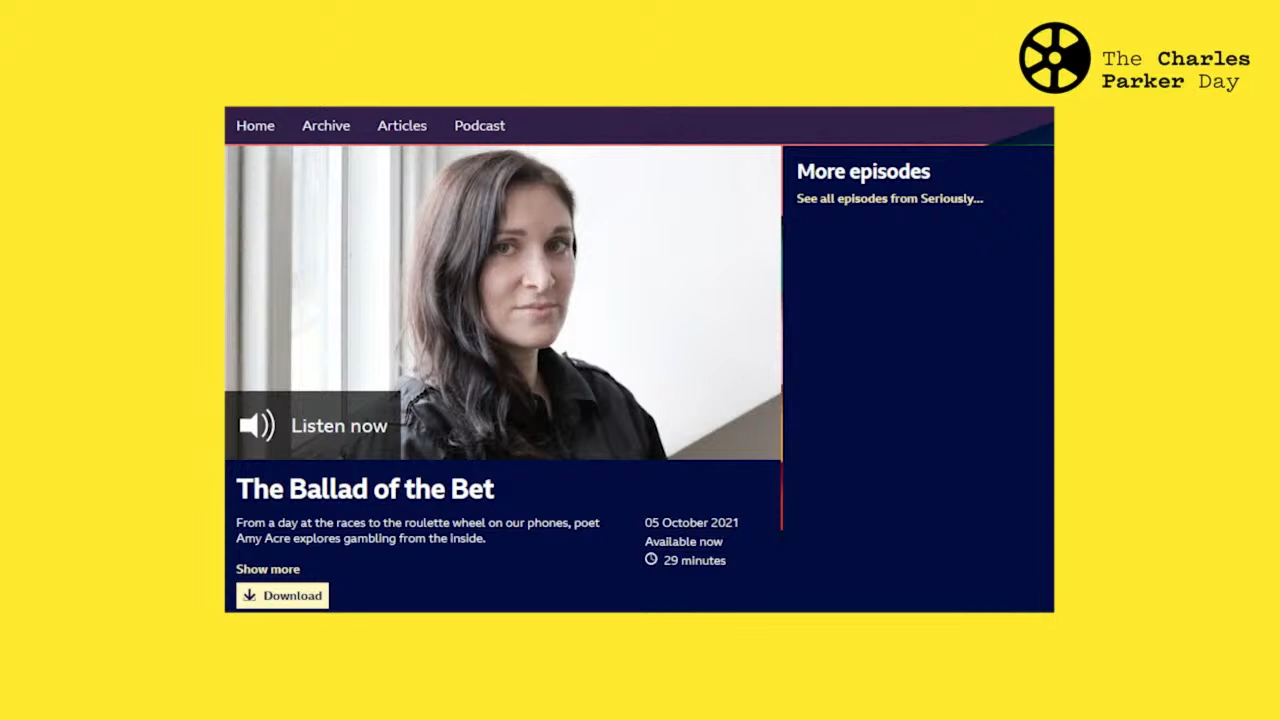 The Charles
Parker Day
Home Archive Articles Podcast
More episodes
See all episodes from Seriously...
Listen now
The Ballad of the Bet
From a day at the races to the roulette wheel on our phones, poet
Amy Acre explores gambling from the inside.
05 October 2021
Available now
29 minutes
Show more
Download